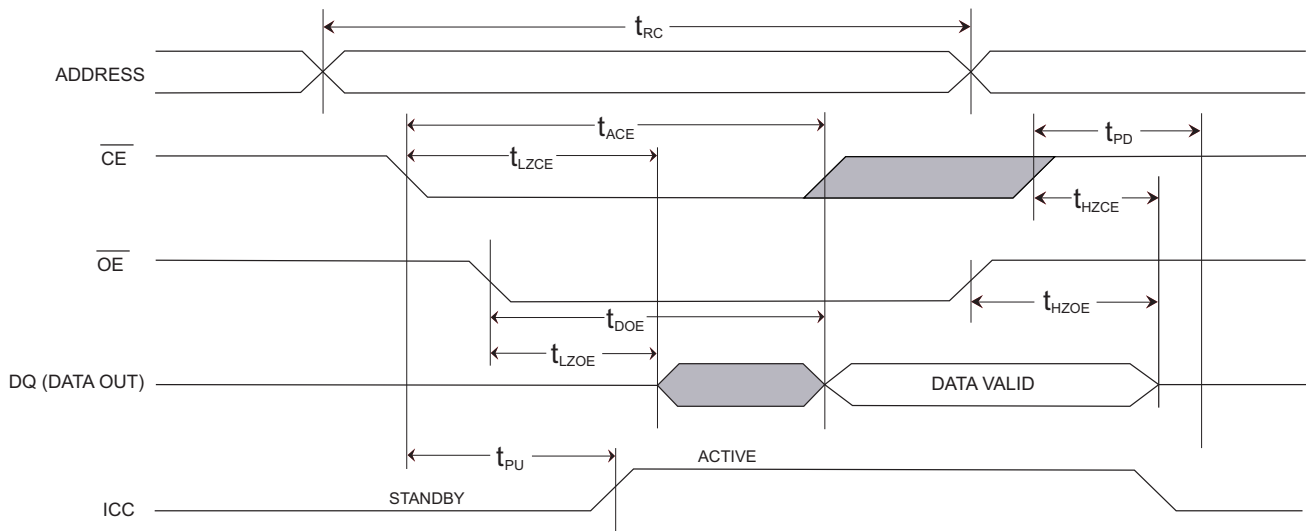 tRC
ADDRESS
tACE
tPD
CE
tLZCE
tHZCE
OE
tHZOE
tDOE
tLZOE
DQ (DATA OUT)
DATA VALID
tPU
ACTIVE
STANDBY
ICC